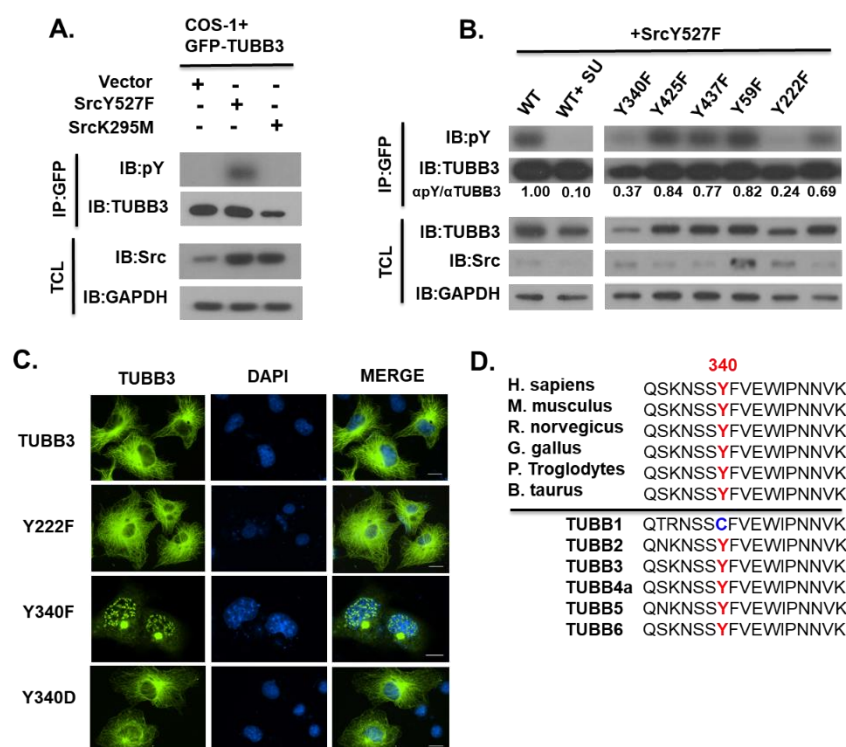 A.
COS-1+
GFP-TUBB3
Vector + - -
SrcY527F - + -
SrcK295M - - +
IP:GFP
IB:pY
IB:TUBB3
TCL
IB:Src
IB:GAPDH
B.
+SrcY527F
WT WT+ SU Y340F Y425F Y437F Y59F Y222F
IP:GFP
IB:pY
IB:TUBB3
αpY/αTUBB3 1.00 0.10 0.37 0.84 0.77 0.82 0.24 0.69
TCL
IB:TUBB3
IB:Src
IB:GAPDH
C.
TUBB3 DAPI MERGE
TUBB3
Y222F
Y340F
Y340D
D.
340
H. sapiens QSKNSSYFVEWIPNNVK
M. musculus QSKNSSYFVEWIPNNVK
R. norvegicus QSKNSSYFVEWIPNNVK
G. gallus QSKNSSYFVEWIPNNVK
P. Troglodytes QSKNSSYFVEWIPNNVK
B. taurus QSKNSSYFVEWIPNNVK
TUBB1 QTRNSSCFVEWIPNNVK
TUBB2 QNKNSSYFVEWIPNNVK
TUBB3 QSKNSSYFVEWIPNNVK
TUBB4a QSKNSSYFVEWIPNNVK
TUBB5 QNKNSSYFVEWIPNNVK
TUBB6 QSKNSSYFVEWIPNNVK